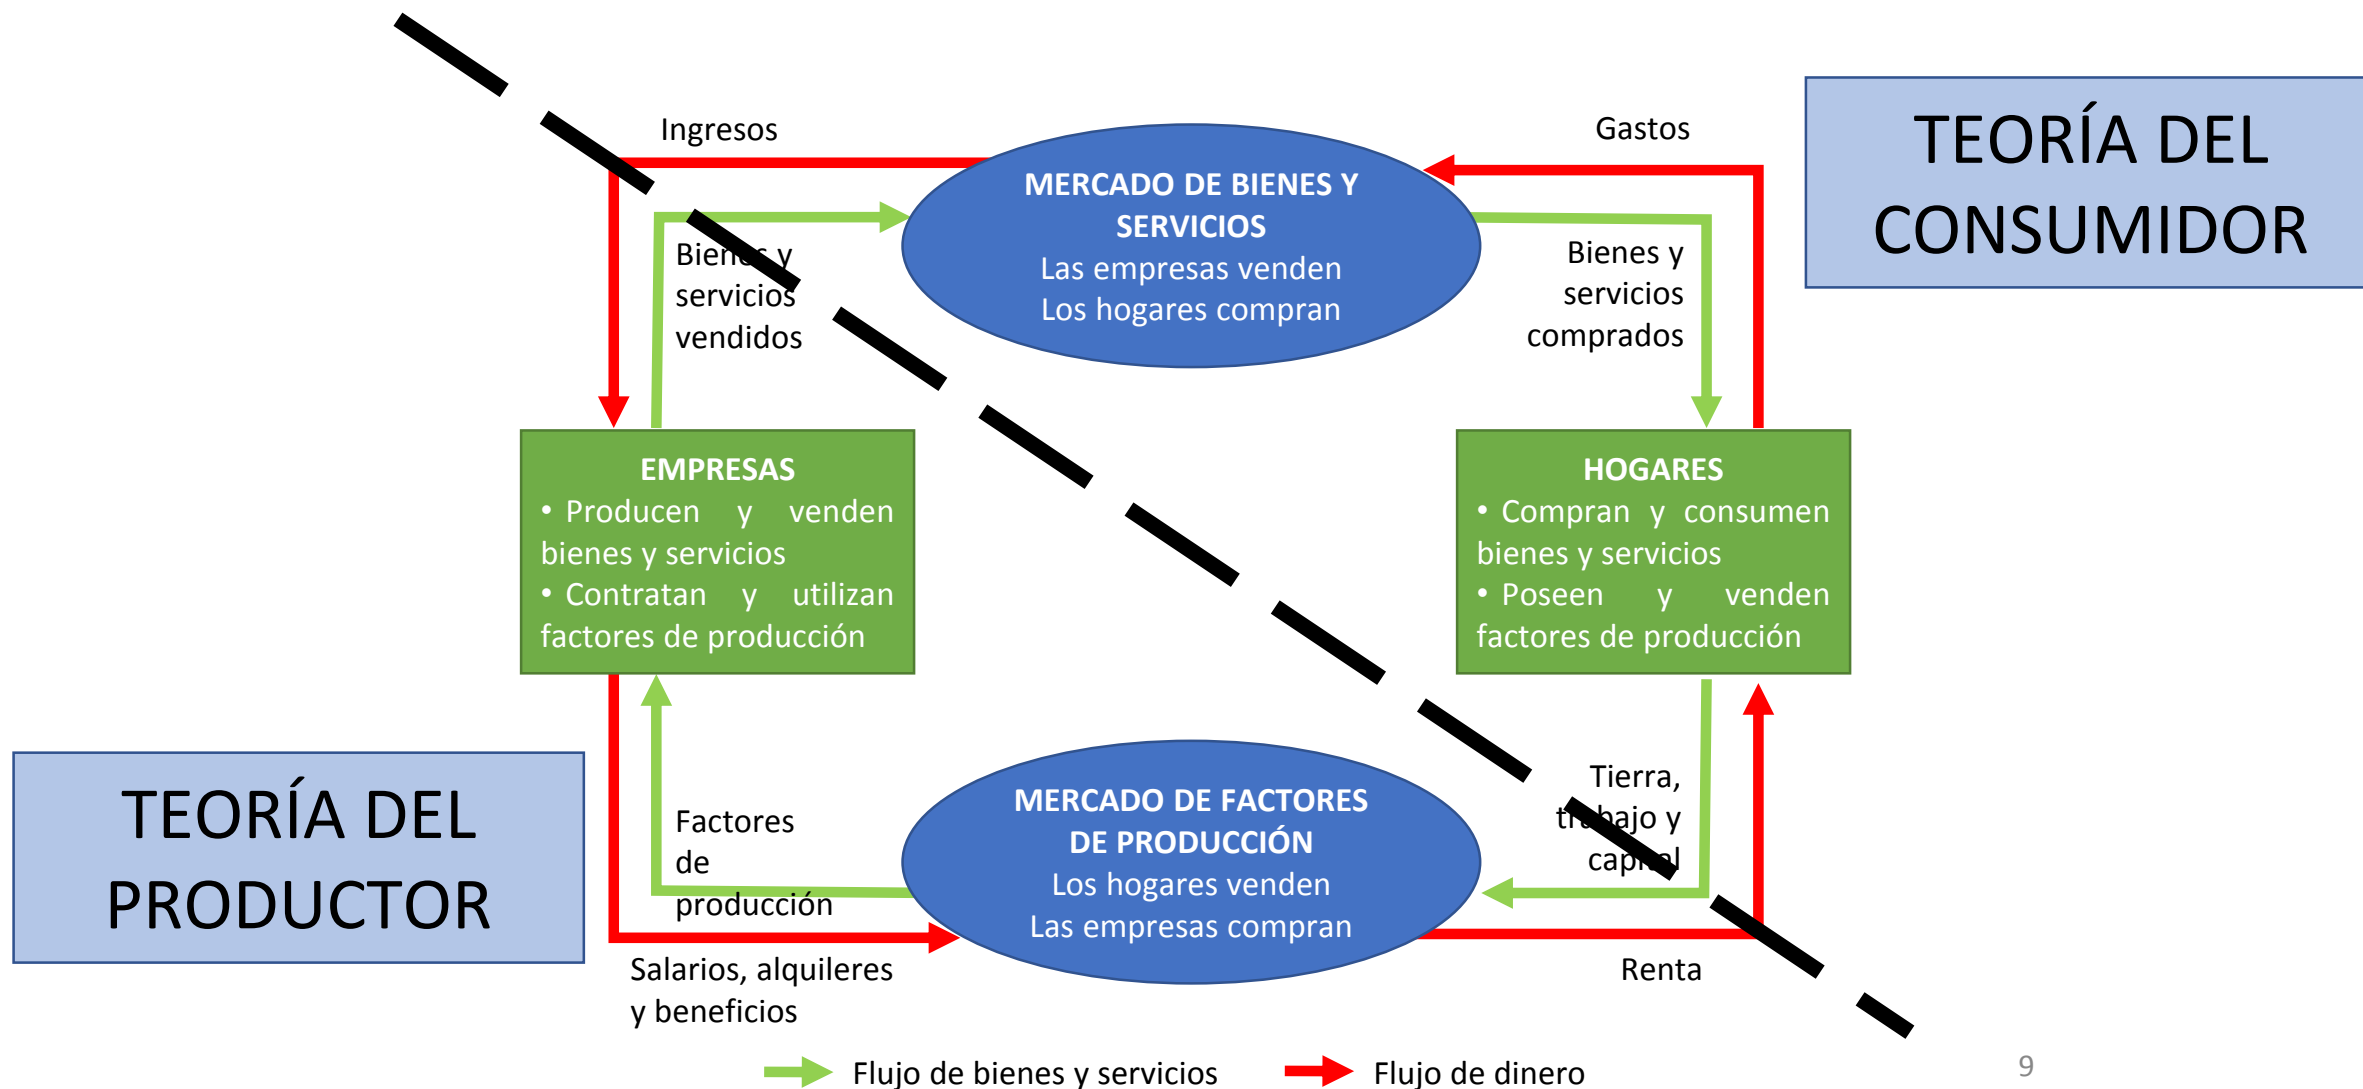 Ingresos
Gastos
TEORÍA DEL
CONSUMIDOR
MERCADO DE BIENES Y
SERVICIOS
Las empresas venden
Los hogares compran
Bienes y
servicios
vendidos
Bienes y
servicios
comprados
EMPRESAS
• Producen y venden
bienes y servicios
• Contratan y utilizan
factores de producción
HOGARES
• Compran y consumen
bienes y servicios
• Poseen y venden
factores de producción
TEORÍA DEL
PRODUCTOR
Factores
de
producción
MERCADO DE FACTORES
DE PRODUCCIÓN
Los hogares venden
Las empresas compran
Tierra,
trabajo y
capital
Salarios, alquileres
y beneficios
Renta
Flujo de bienes y servicios
Flujo de dinero
9